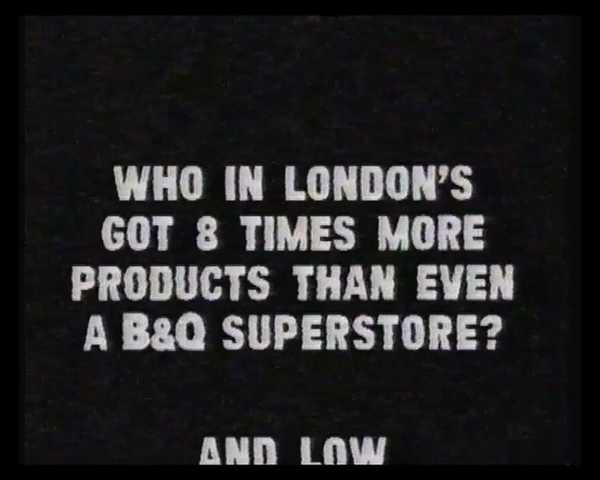 WHO IN LONDON'S
GOT 8 TIMES MORE
PRODUCTS THAN EVEN
A B&Q SUPERSTORE?
AND LOW